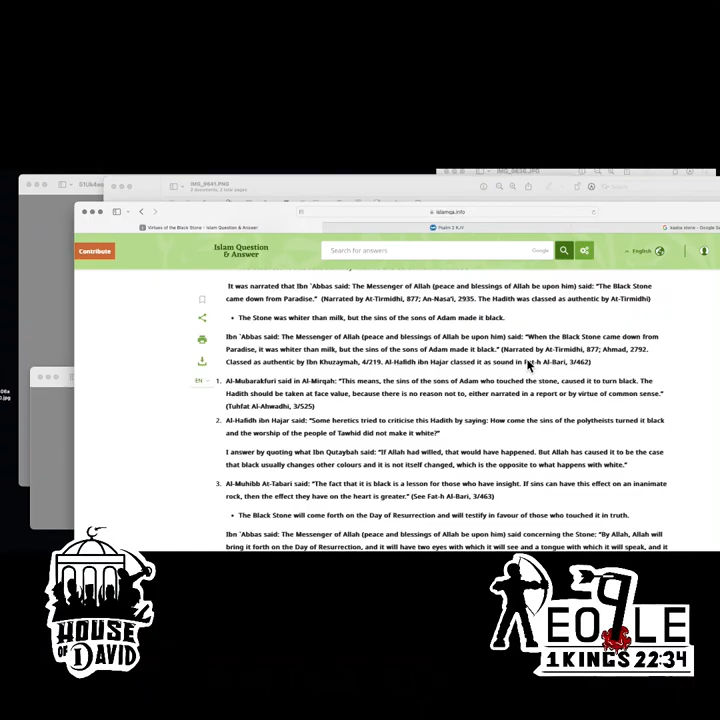 IMG_9641.PNG
islamqa.info
Virtues of the Black Stone - Islam Question & Answer
Psalm 2 KJV
kaaba stone - Google Se
Contribute
Islam Question
& Answer
Search for answers
Google
English
It was narrated that Ibn `Abbas said: The Messenger of Allah (peace and blessings of Allah be upon him) said: "The Black Stone
came down from Paradise." (Narrated by At-Tirmidhi, 877; An-Nasa'i, 2935. The Hadith was classed as authentic by At-Tirmidhi)
• The Stone was whiter than milk, but the sins of the sons of Adam made it black.
Ibn `Abbas said: The Messenger of Allah (peace and blessings of Allah be upon him) said: "When the Black Stone came down from
Paradise, it was whiter than milk, but the sins of the sons of Adam made it black." (Narrated by At-Tirmidhi, 877; Ahmad, 2792.
Classed as authentic by Ibn Khuzaymah, 4/219. Al-Hafidh ibn Hajar classed it as sound in Fat-h Al-Bari, 3/462)
EN
1. Al-Mubarakfuri said in Al-Mirqah: "This means, the sins of the sons of Adam who touched the stone, caused it to turn black. The
Hadith should be taken at face value, because there is no reason not to, either narrated in a report or by virtue of common sense."
(Tuhfat Al-Ahwadhi, 3/525)
2. Al-Hafidh ibn Hajar said: "Some heretics tried to criticise this Hadith by saying: How come the sins of the polytheists turned it black
and the worship of the people of Tawhid did not make it white?"
I answer by quoting what Ibn Qutaybah said: "If Allah had willed, that would have happened. But Allah has caused it to be the case
that black usually changes other colours and it is not itself changed, which is the opposite to what happens with white."
3. Al-Muhibb At-Tabari said: "The fact that it is black is a lesson for those who have insight. If sins can have this effect on an inanimate
rock, then the effect they have on the heart is greater." (See Fat-h Al-Bari, 3/463)
• The Black Stone will come forth on the Day of Resurrection and will testify in favour of those who touched it in truth.
Ibn `Abbas said: The Messenger of Allah (peace and blessings of Allah be upon him) said concerning the Stone: "By Allah, Allah will
bring it forth on the Day of Resurrection, and it will have two eyes with which it will see and a tongue with which it will speak, and it
HOUSE
OF DAVID
1 KINGS 22:34